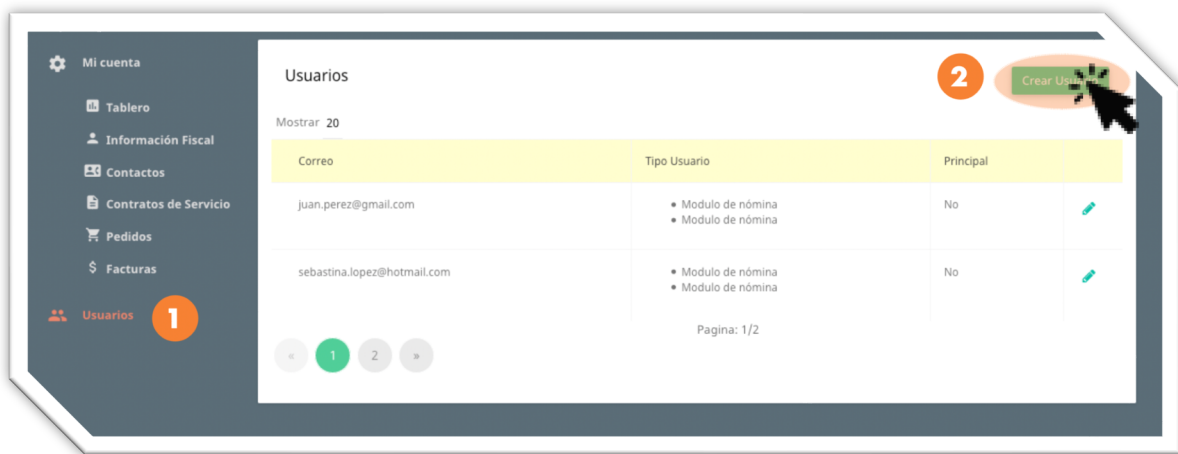 Mi cuenta
Tablero
Información Fiscal
Contactos
Contratos de Servicio
Pedidos
$ Facturas
Usuarios 1
Usuarios
2 Crear
Mostrar 20
Correo Tipo Usuario Principal
juan.perez@gmail.com • Modulo de nómina No
• Modulo de nómina
sebastina.lopez@hotmail.com • Modulo de nómina No
• Modulo de nómina
Pagina: 1/2
« 1 2 »